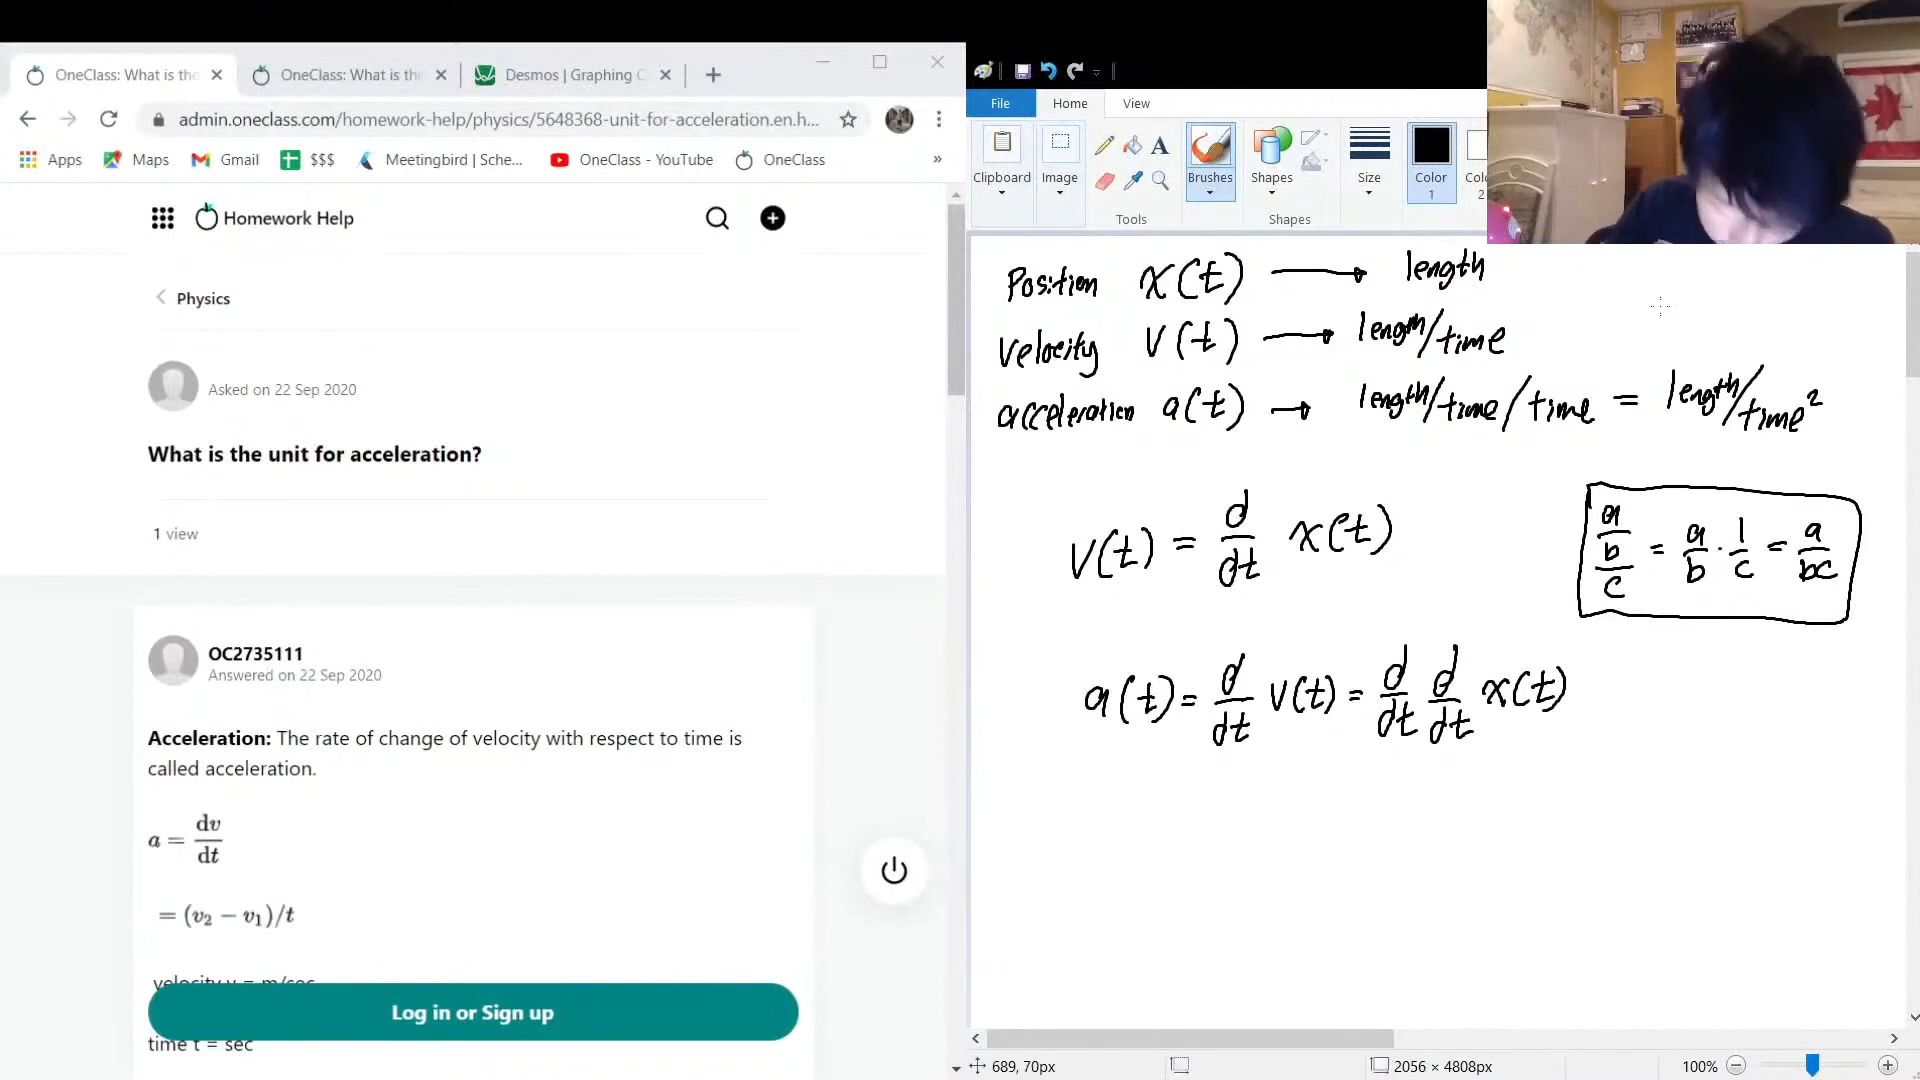 OneClass: What is the
OneClass: What is the
Desmos | Graphing C
admin.oneclass.com/homework-help/physics/5648368-unit-for-acceleration.en.h...
Apps
Maps
Gmail
$$$
Meetingbird | Sche...
OneClass - YouTube
OneClass
»
Homework Help
Physics
Asked on 22 Sep 2020
What is the unit for acceleration?
1 view
OC2735111
Answered on 22 Sep 2020
Acceleration: The rate of change of velocity with respect to time is
called acceleration.
a = dv/dt
= (v₂ − v₁)/t
velocity v = m/sec
Log in or Sign up
time t = sec
File Home View
Clipboard
Image
Tools
Brushes
Shapes
Shapes
Size
Color
1
2
Position x(t) → length
velocity v(t) → length/time
acceleration a(t) → length/time/time = length/time²
v(t) = d/dt x(t)
a/b/c = a/b · 1/c = a/bc
a(t) = d/dt v(t) = d/dt d/dt x(t)
689, 70px
2056 × 4808px
100%